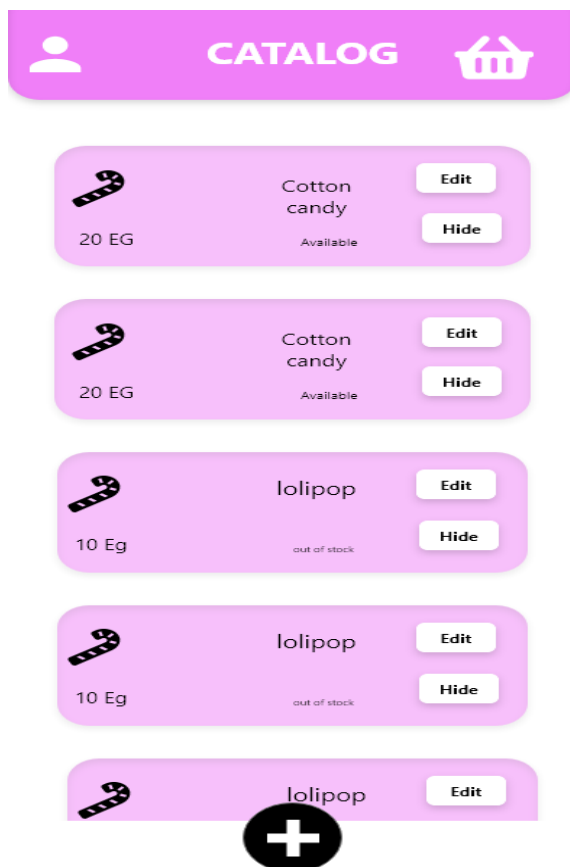 CATALOG
Cotton
candy
Edit
20 EG
Available
Hide
Cotton
candy
Edit
20 EG
Available
Hide
lolipop
Edit
10 Eg
out of stock
Hide
lolipop
Edit
10 Eg
out of stock
Hide
lolipop
Edit